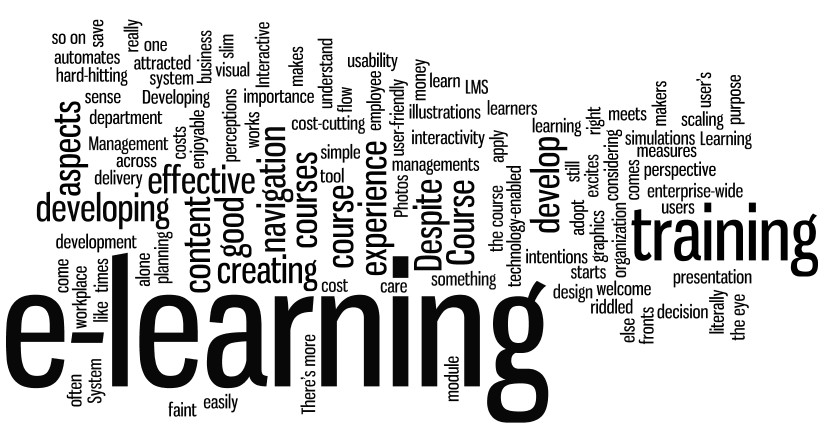 so on
save
really
one
automates
attracted
hard-hitting
system
business
slim
visual
Interactive
makes
understand
usability
money
learn
LMS
user's
purpose
sense
Developing
perceptions
importance
flow
employee
user-friendly
illustrations
learners
makers
scaling
department
costs
enjoyable
works
cost-cutting
interactivity
apply
learning
right
meets
simulations
Learning
measures
aspects
Management
across
delivery
effective
navigation
simple
tool
managements
Photos
still
excites
considering
comes
perspective
enterprise-wide
users
developing
content
good
courses
course
experience
Despite
Course
the course
technology-enabled
develop
adopt
graphics
organization
training
development
planning
alone
creating
cost
care
something
intentions
starts
presentation
come
workplace
like
times
design
welcome
riddled
else
fronts
decision
literally
the eye
e-learning
often
System
faint
easily
There's more
module